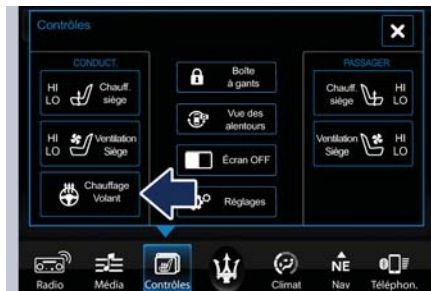 Contrôles
CONDUCT.
PASSAGER
HI
LO
Chauff.
siège
Boîte
à gants
Chauff.
siège
HI
LO
Vue des
alentours
HI
LO
Ventilation
Siège
Écran OFF
Ventilation
Siège
HI
LO
Chauffage
Volant
Réglages
Radio
Média
Contrôles
Climat
NE
Nav
Téléphon.